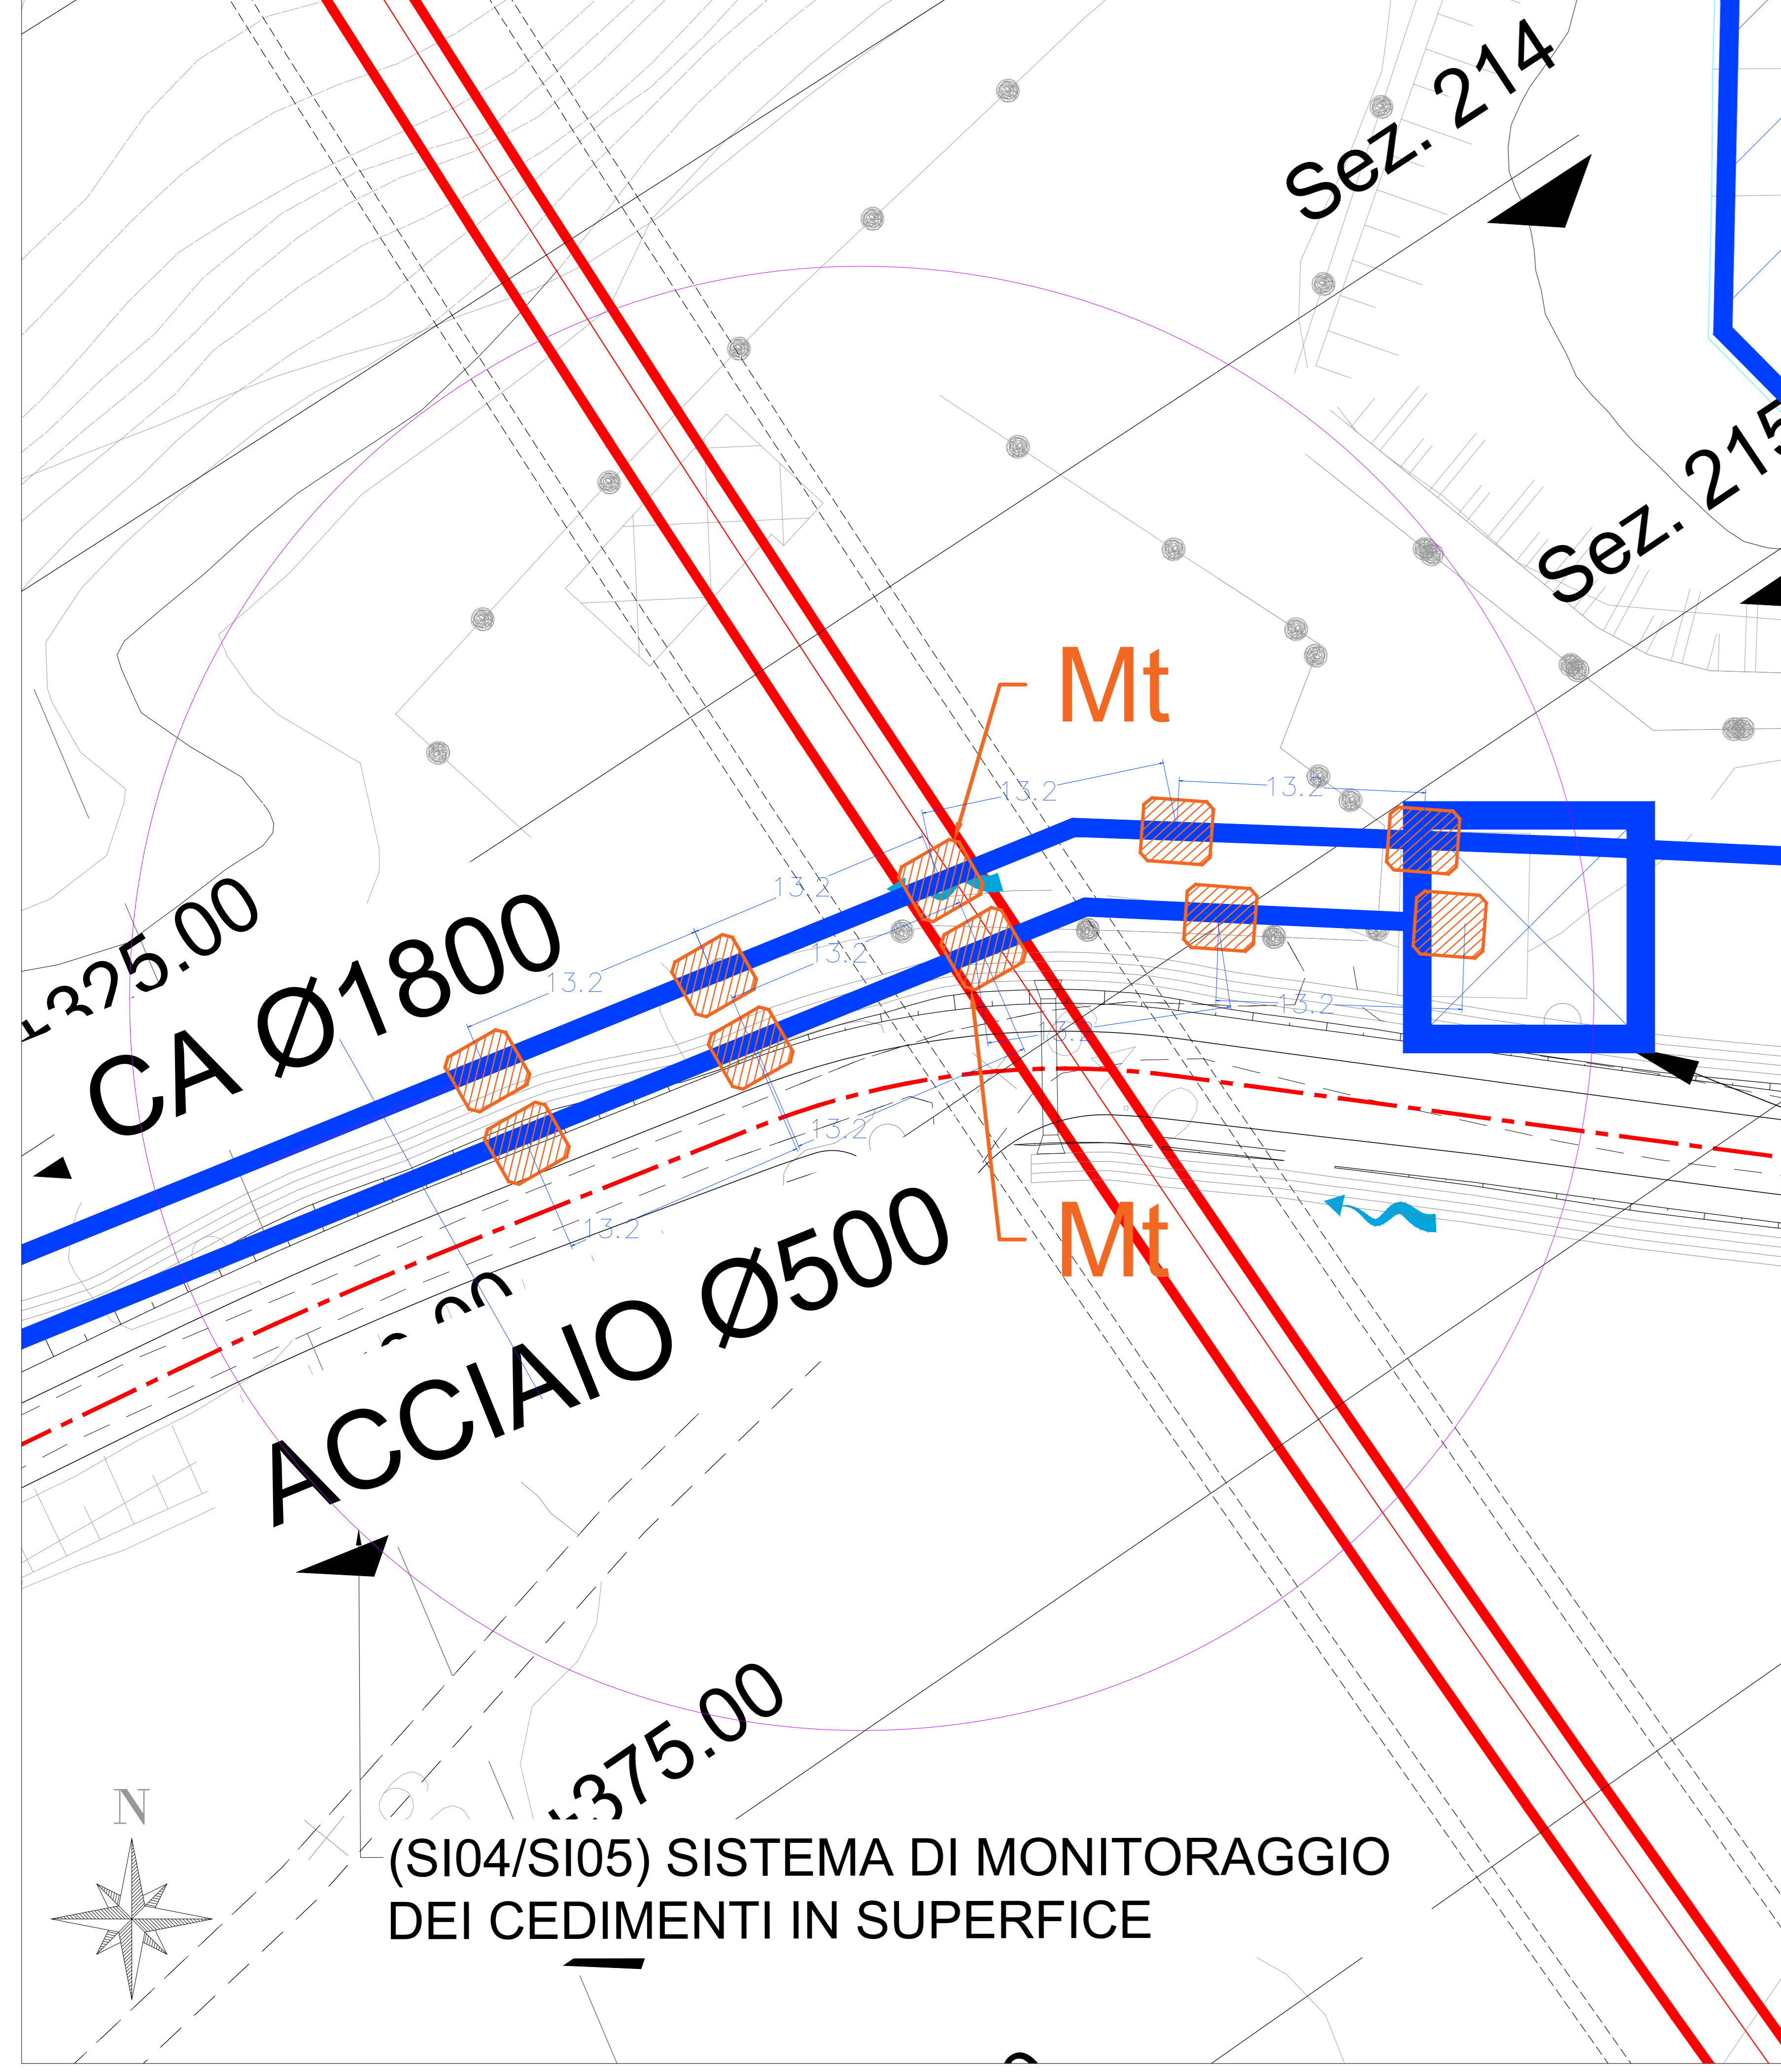 Sez. 214
Sez. 215
Mt
13.2
13.2
13.2
13.2
13.2
13.2
13.2
13.2
CA Ø1800
325.00
Mt
13.2
ACCIAIO Ø500
+375.00
N
(SI04/SI05) SISTEMA DI MONITORAGGIO
DEI CEDIMENTI IN SUPERFICE